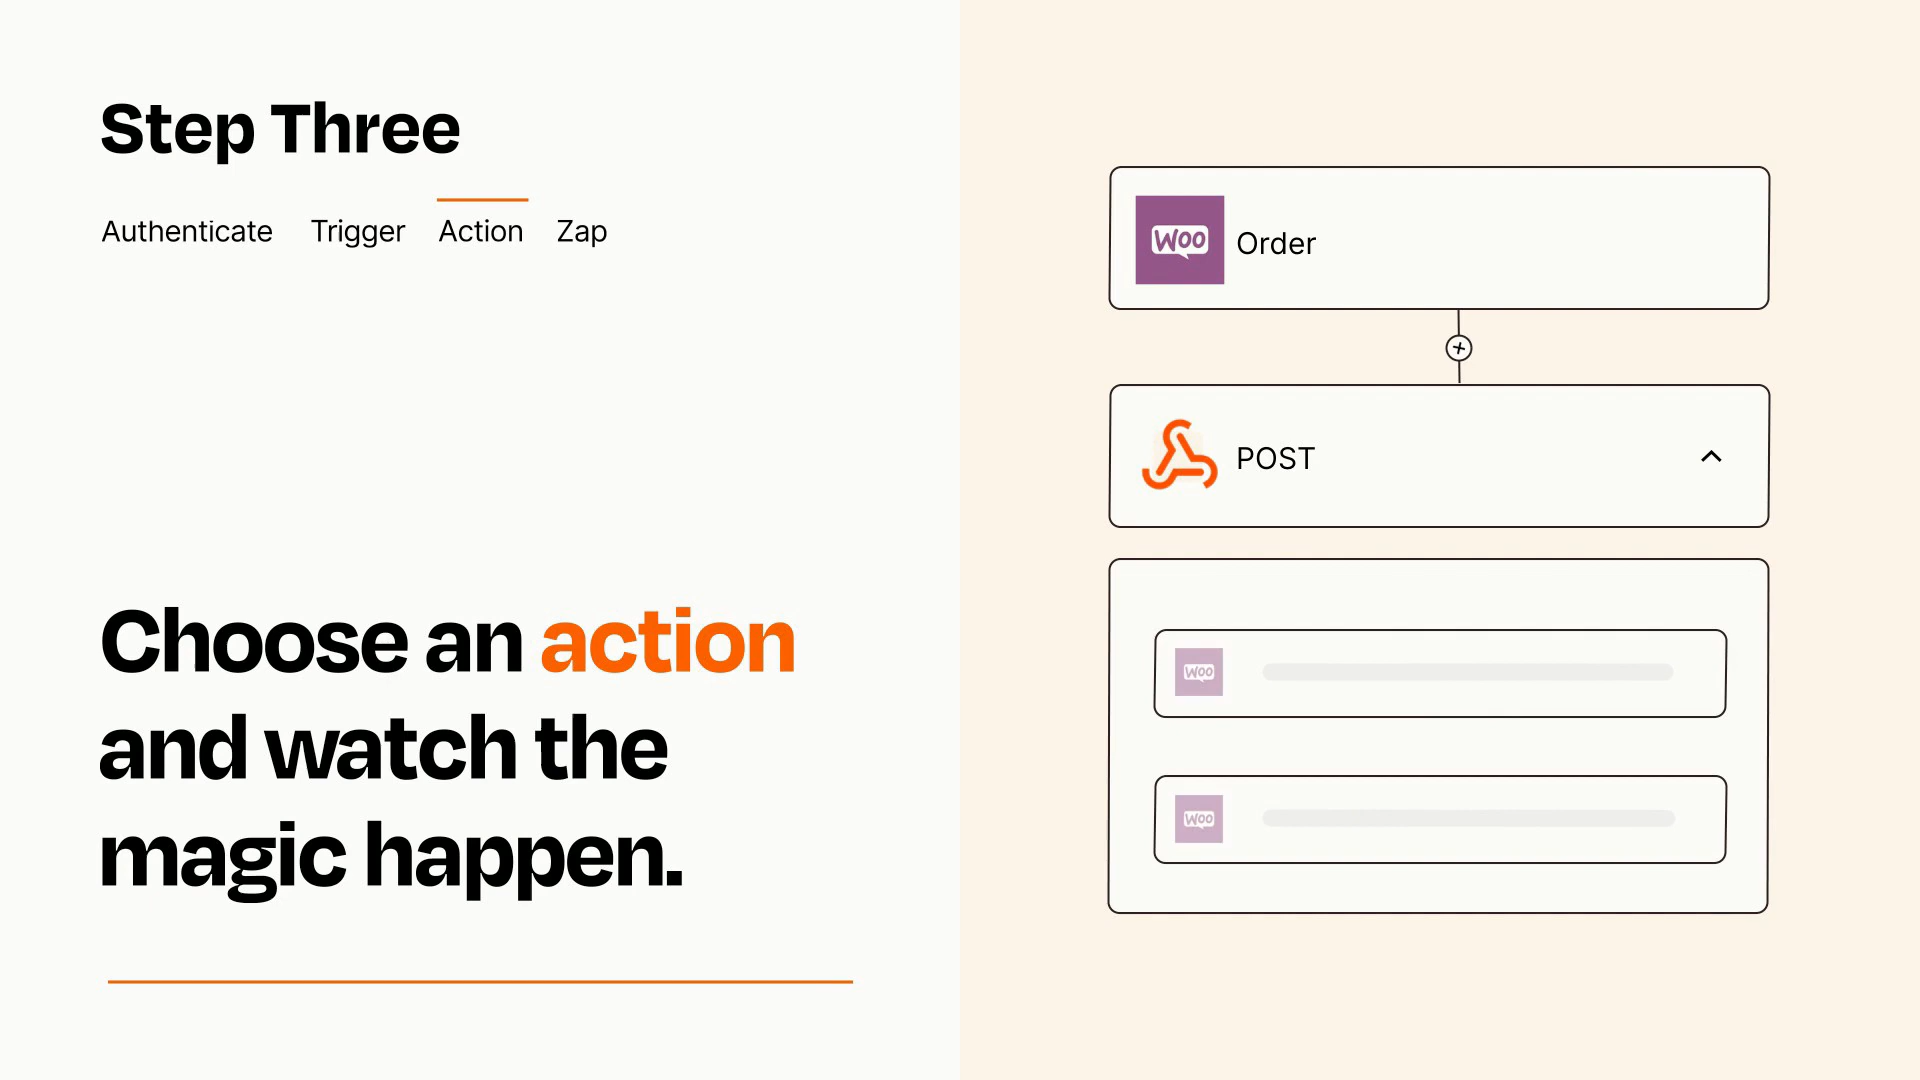 Step Three
Authenticate Trigger Action Zap
Choose an action
and watch the
magic happen.
Woo Order
POST
Woo
Woo